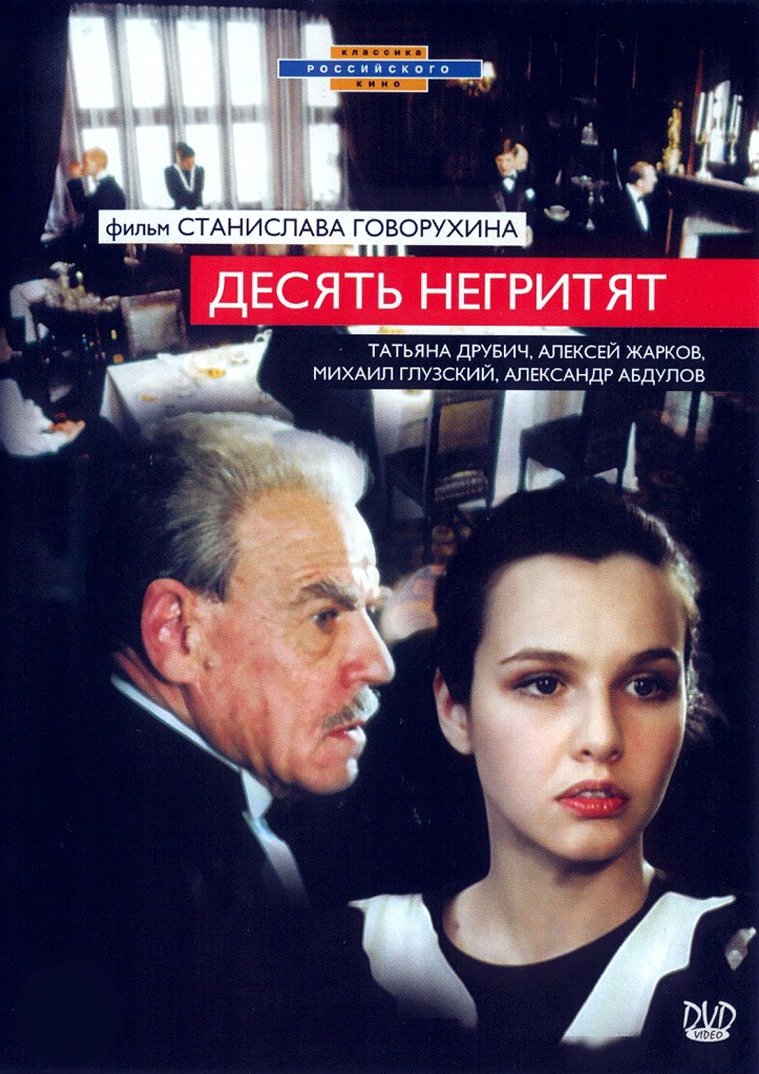 классика
РОССИЙСКОГО
кино
фильм СТАНИСЛАВА ГОВОРУХИНА
ДЕСЯТЬ НЕГРИТЯТ
ТАТЬЯНА ДРУБИЧ, АЛЕКСЕЙ ЖАРКОВ,
МИХАИЛ ГЛУЗСКИЙ, АЛЕКСАНДР АБДУЛОВ
DVD
VIDEO